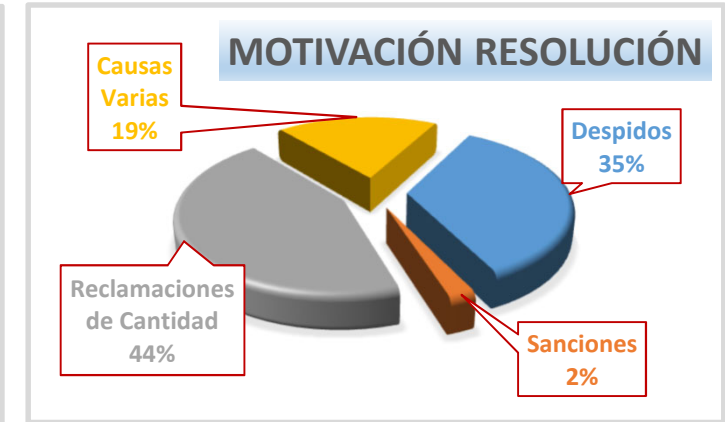 MOTIVACIÓN RESOLUCIÓN
Causas
Varias
19%
Despidos
35%
Reclamaciones
de Cantidad
44%
Sanciones
2%